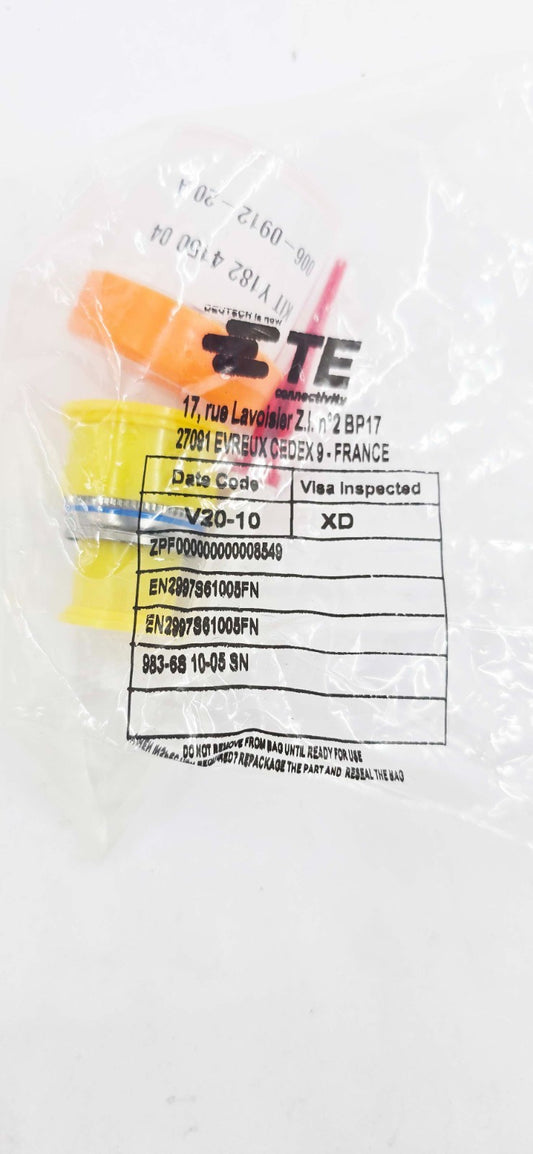 006-0912-20 A
KIT Y182 4150 04
DEUTSCH is now
TE
connectivity
17, rue Lavoisier Z.I. n°2 BP17
27091 EVREUX CEDEX 9 - FRANCE
Date Code Visa Inspected
V20-10 XD
ZPF000000000008549
EN2997S61005FN
EN2997S61005FN
983-6S 10-05 SN
DO NOT REMOVE FROM BAG UNTIL READY FOR USE
REQUIRED? REPACKAGE THE PART AND RESEAL THE BAG